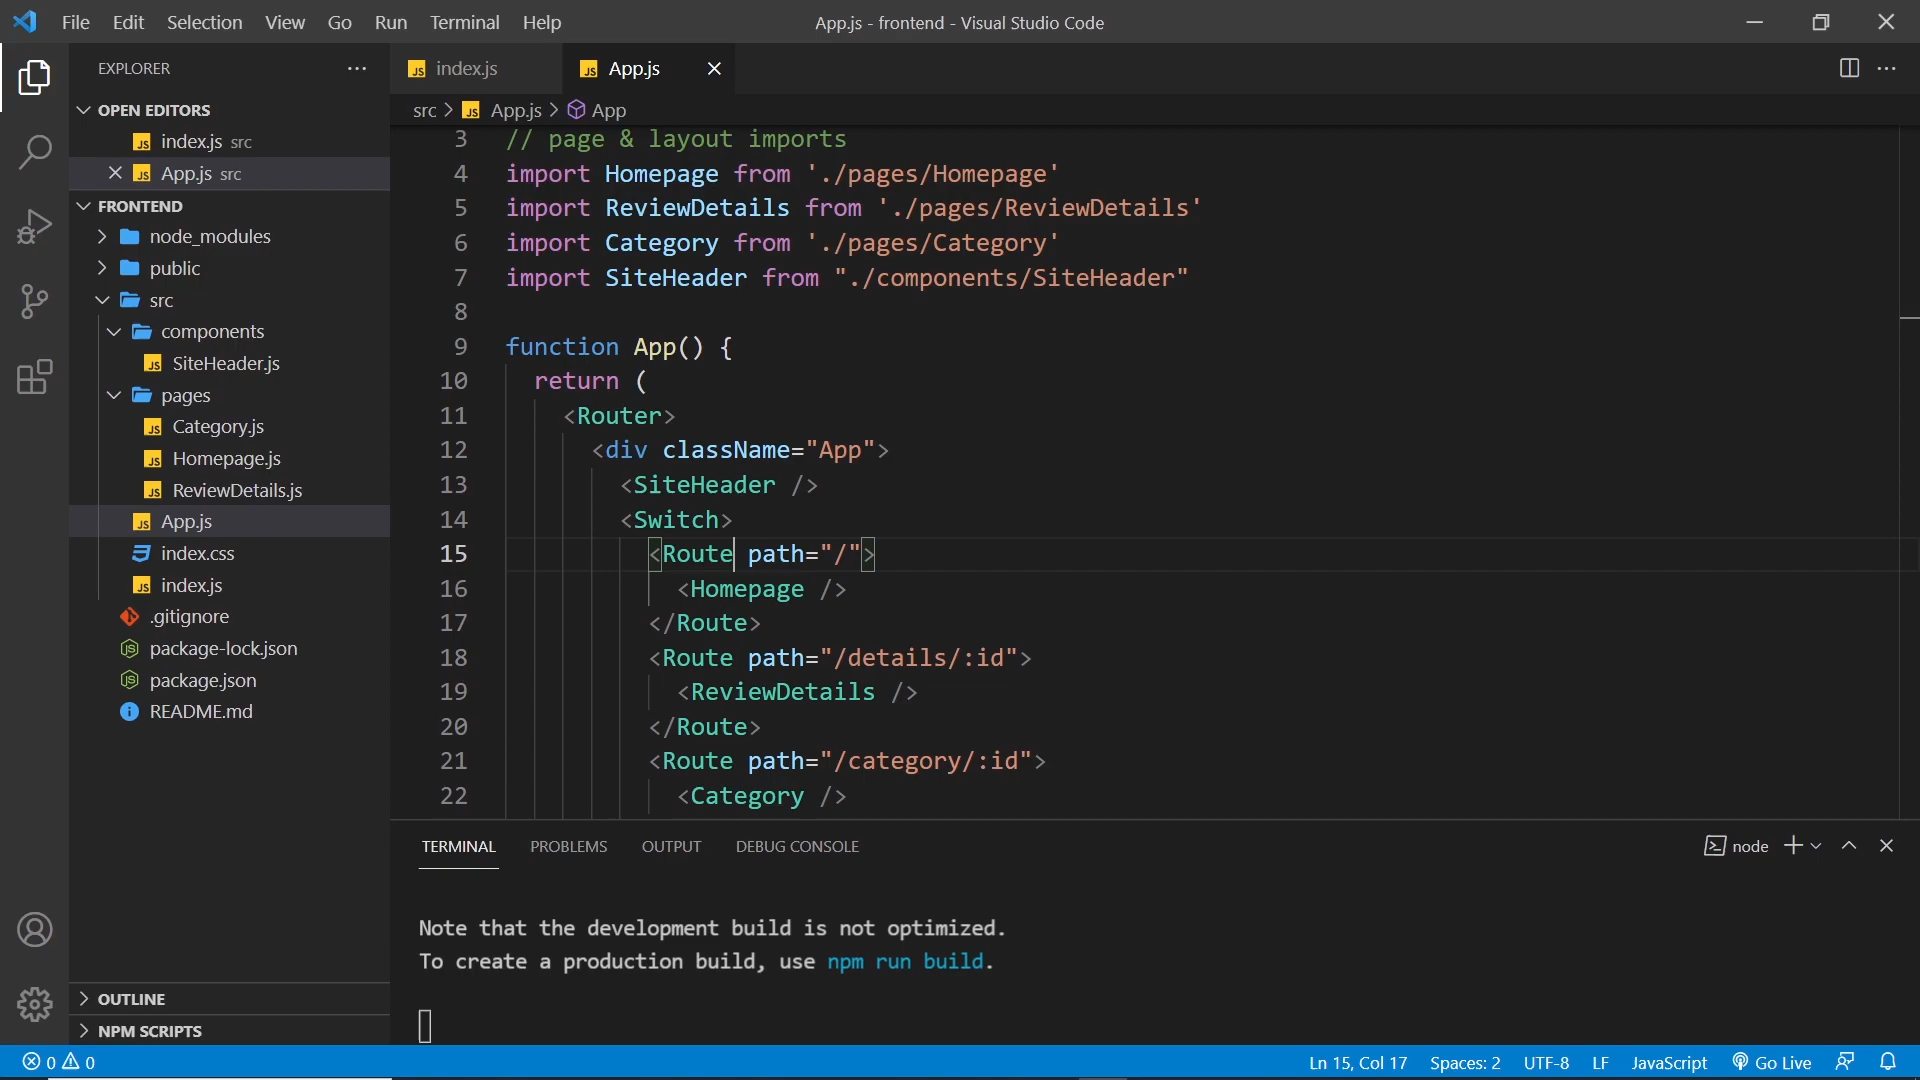 File Edit Selection View Go Run Terminal Help
App.js - frontend - Visual Studio Code
EXPLORER
OPEN EDITORS
index.js src
App.js src
FRONTEND
node_modules
public
src
components
SiteHeader.js
pages
Category.js
Homepage.js
ReviewDetails.js
App.js
index.css
index.js
.gitignore
package-lock.json
package.json
README.md
OUTLINE
NPM SCRIPTS
index.js App.js
src > App.js > App
3 // page & layout imports
4 import Homepage from './pages/Homepage'
5 import ReviewDetails from './pages/ReviewDetails'
6 import Category from './pages/Category'
7 import SiteHeader from "./components/SiteHeader"
8
9 function App() {
10 return (
11 <Router>
12 <div className="App">
13 <SiteHeader />
14 <Switch>
15 <Route path="/">
16 <Homepage />
17 </Route>
18 <Route path="/details/:id">
19 <ReviewDetails />
20 </Route>
21 <Route path="/category/:id">
22 <Category />
TERMINAL PROBLEMS OUTPUT DEBUG CONSOLE
node
Note that the development build is not optimized.
To create a production build, use npm run build.
0 0
Ln 15, Col 17 Spaces: 2 UTF-8 LF JavaScript Go Live